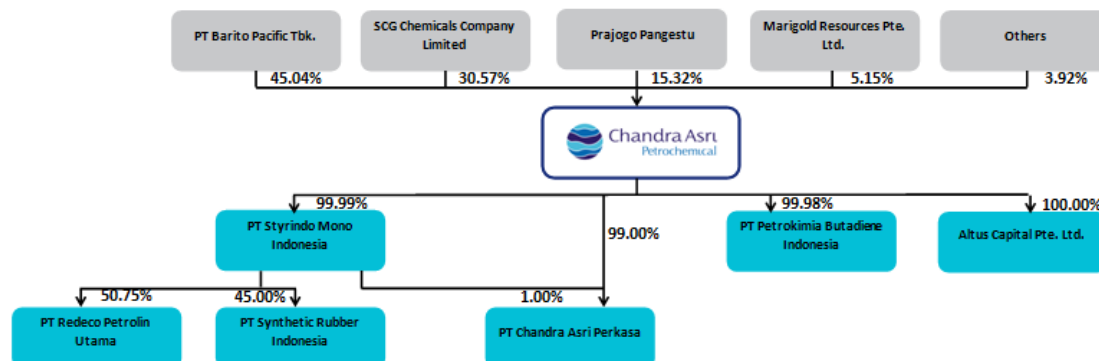 PT Barito Pacific Tbk.
SCG Chemicals Company
Limited
Prajogo Pangestu
Marigold Resources Pte.
Ltd.
Others
45.04%
30.57%
15.32%
5.15%
3.92%
Chandra Asri
Petrochemical
99.99%
99.00%
99.98%
100.00%
PT Styrindo Mono
Indonesia
PT Petrokimia Butadiene
Indonesia
Altus Capital Pte. Ltd.
50.75%
45.00%
1.00%
PT Redeco Petrolin
Utama
PT Synthetic Rubber
Indonesia
PT Chandra Asri Perkasa